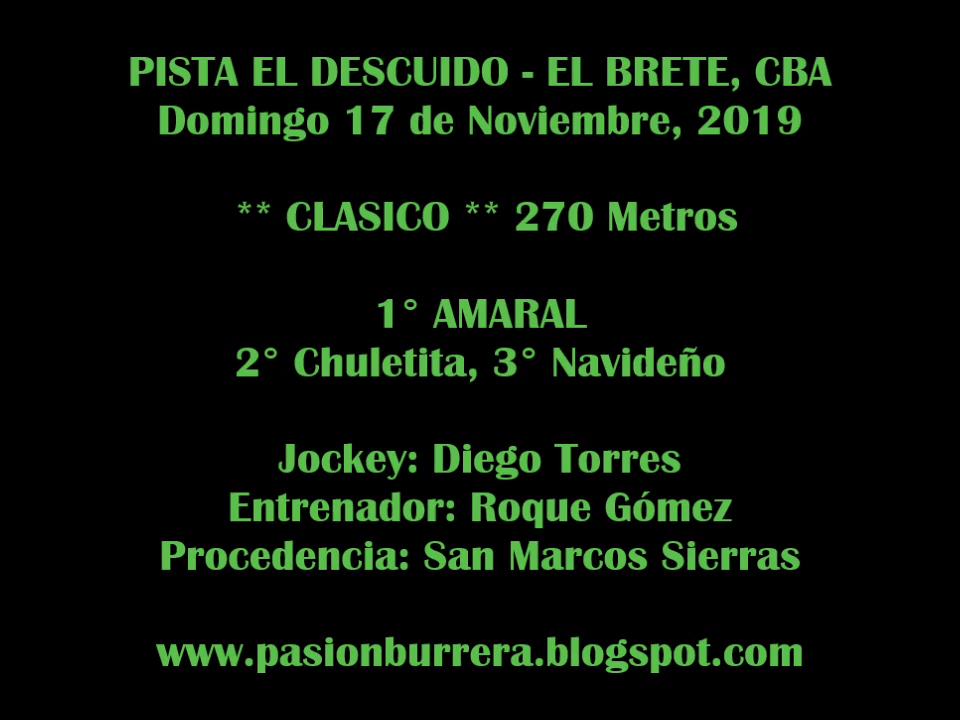 PISTA EL DESCUIDO - EL BRETE, CBA
Domingo 17 de Noviembre, 2019
** CLASICO ** 270 Metros
1° AMARAL
2° Chuletita, 3° Navideño
Jockey: Diego Torres
Entrenador: Roque Gómez
Procedencia: San Marcos Sierras
www.pasionburrera.blogspot.com